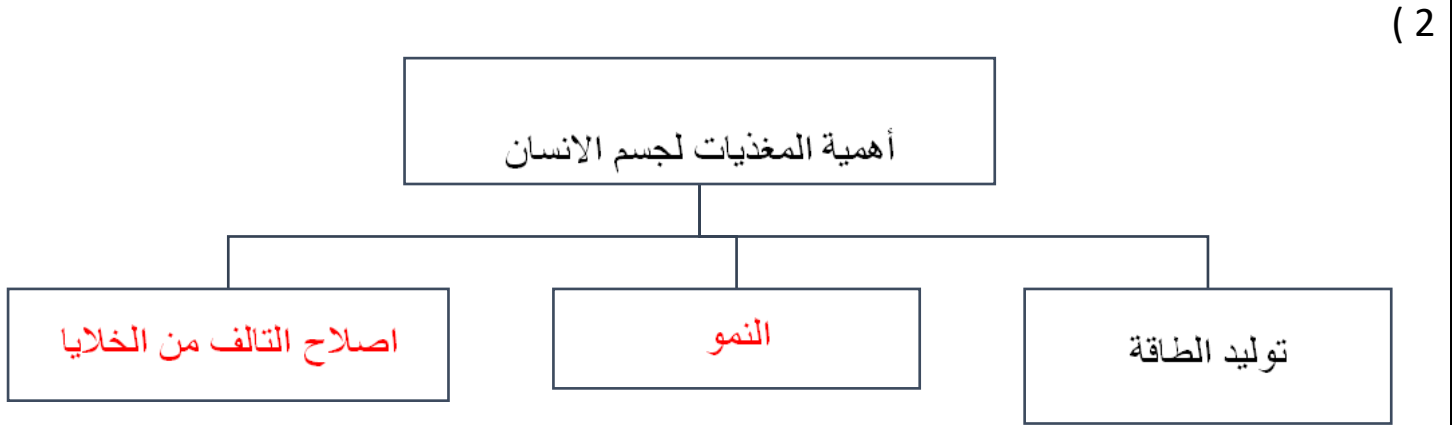 2 )
أهمية المغذيات لجسم الانسان
توليد الطاقة
النمو
اصلاح التالف من الخلايا